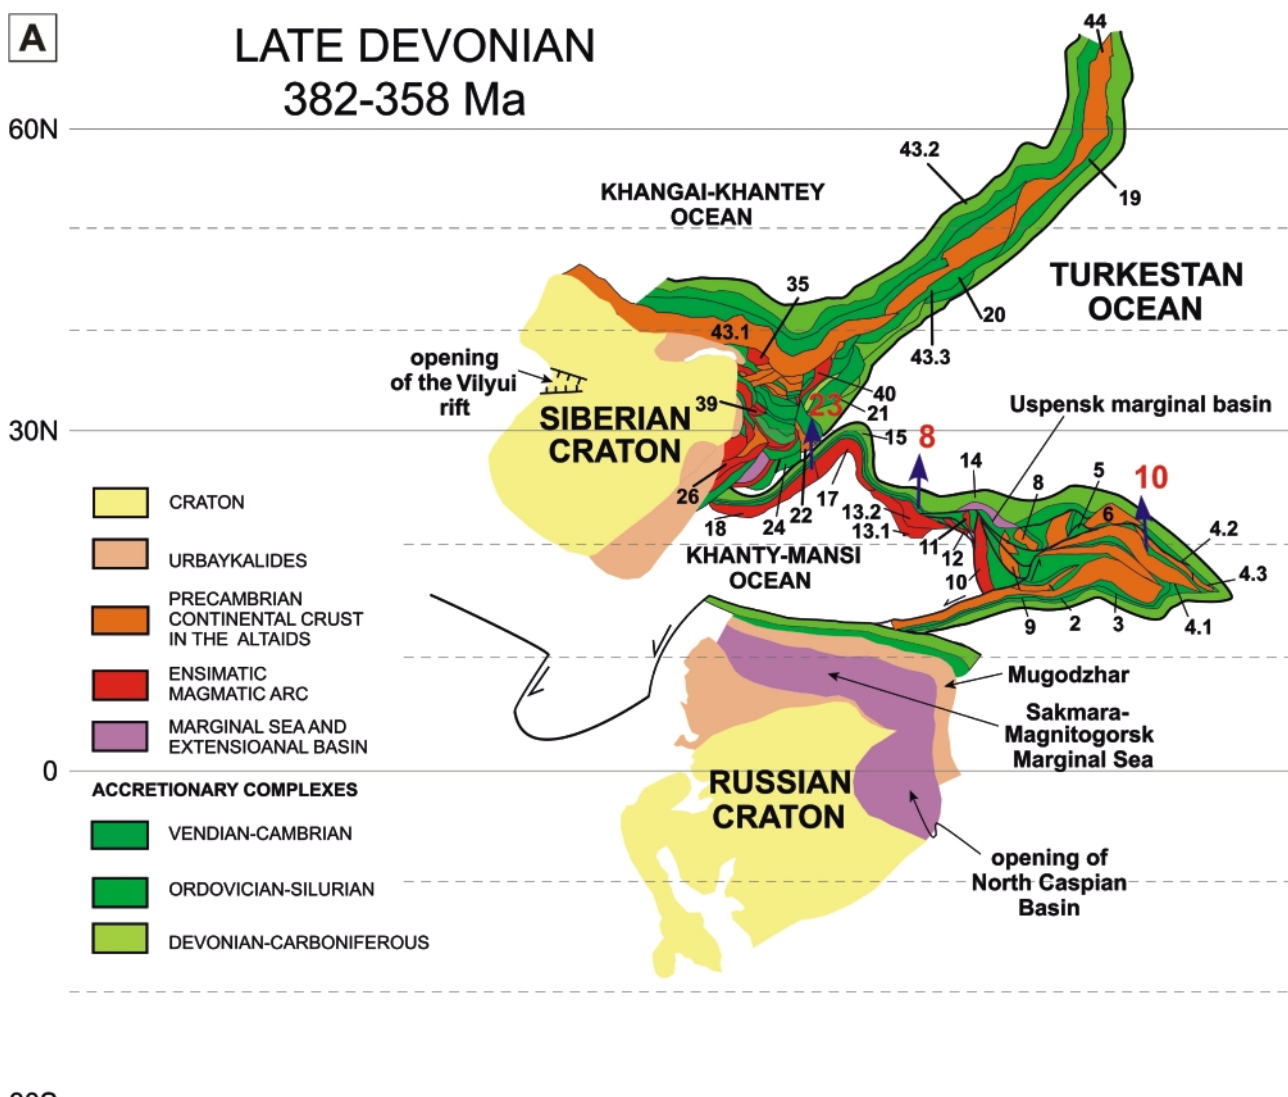 A
LATE DEVONIAN
382-358 Ma
44
60N
43.2
KHANGAI-KHANTEY
OCEAN
19
TURKESTAN
OCEAN
35
20
43.1
43.3
opening
of the Vilyui
rift
40
39
23
21
Uspensk marginal basin
SIBERIAN
CRATON
30N
15
8
14
8
5
10
26
17
6
CRATON
18
24
22
13.2
13.1
11
12
4.2
URBAYKALIDES
KHANTY-MANSI
OCEAN
10
4.3
PRECAMBRIAN
CONTINENTAL CRUST
IN THE ALTAIDS
9
2
3
4.1
ENSIMATIC
MAGMATIC ARC
Mugodzhar
MARGINAL SEA AND
EXTENSIOANAL BASIN
Sakmara-
Magnitogorsk
Marginal Sea
0
ACCRETIONARY COMPLEXES
RUSSIAN
CRATON
VENDIAN-CAMBRIAN
ORDOVICIAN-SILURIAN
opening of
North Caspian
Basin
DEVONIAN-CARBONIFEROUS